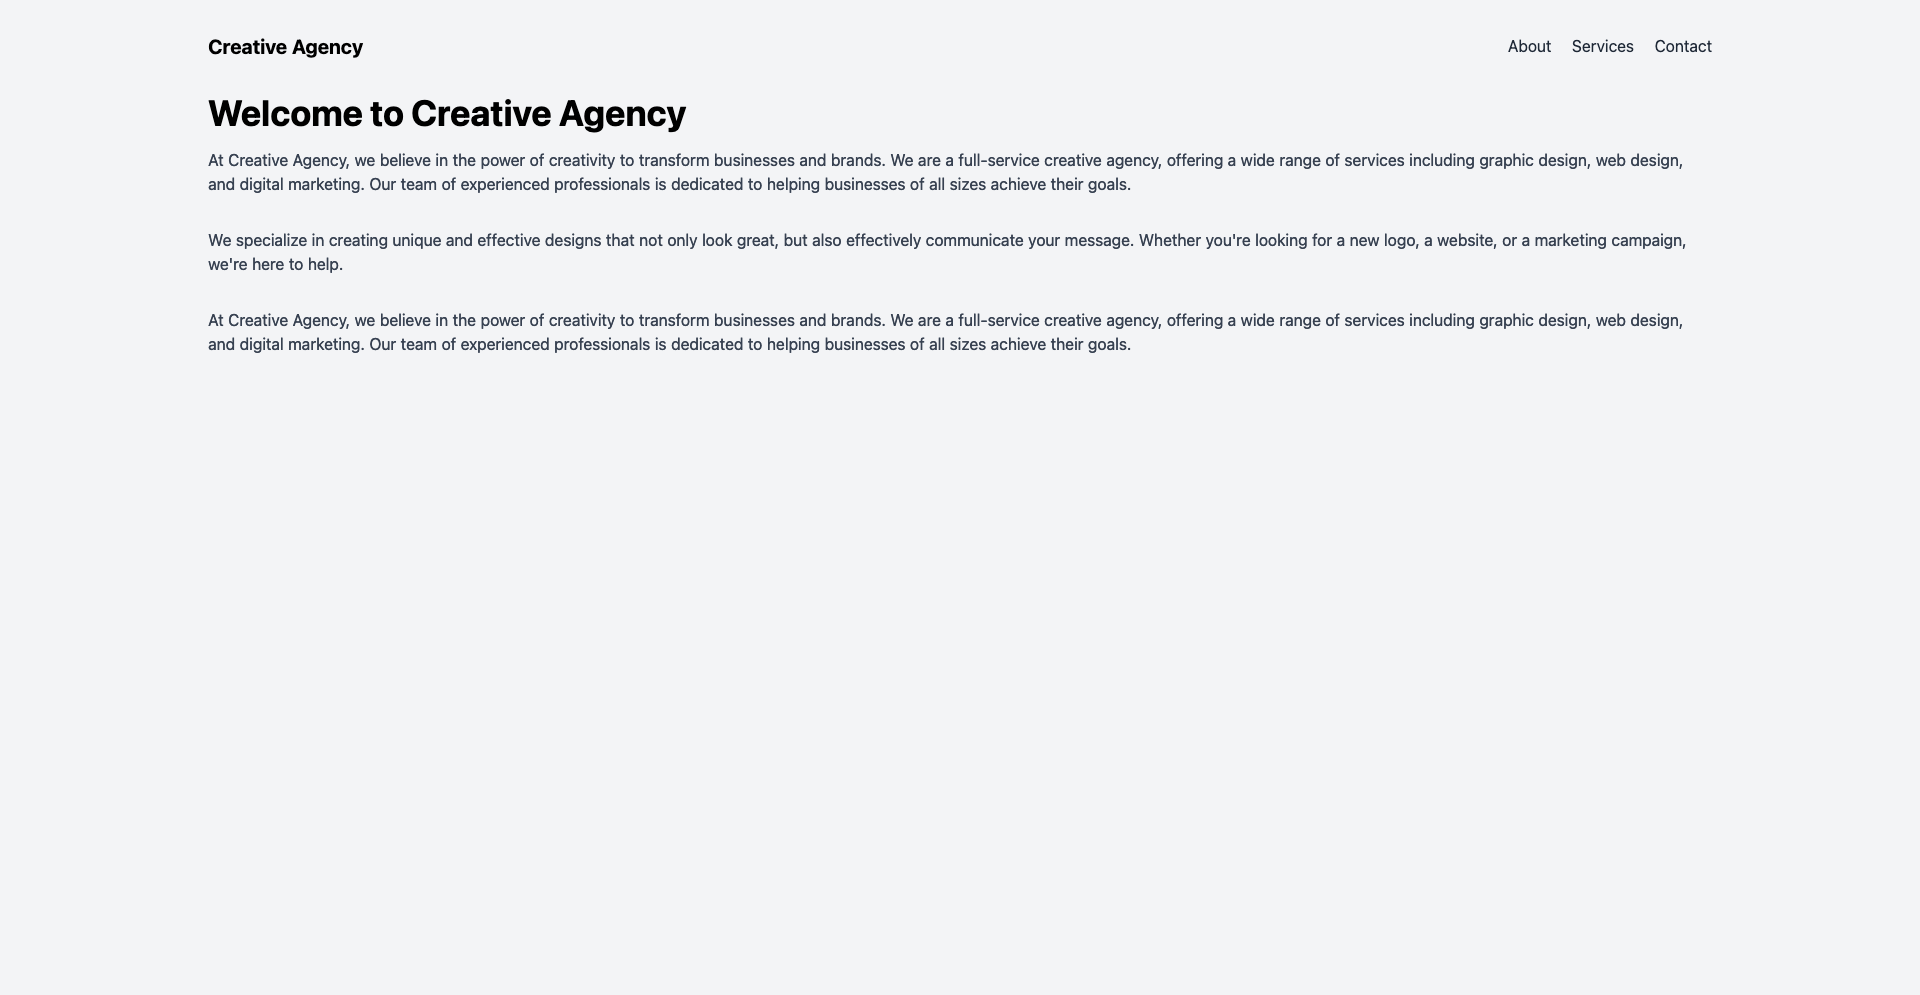 Creative Agency
About Services Contact
Welcome to Creative Agency
At Creative Agency, we believe in the power of creativity to transform businesses and brands. We are a full-service creative agency, offering a wide range of services including graphic design, web design,
and digital marketing. Our team of experienced professionals is dedicated to helping businesses of all sizes achieve their goals.
We specialize in creating unique and effective designs that not only look great, but also effectively communicate your message. Whether you're looking for a new logo, a website, or a marketing campaign,
we're here to help.
At Creative Agency, we believe in the power of creativity to transform businesses and brands. We are a full-service creative agency, offering a wide range of services including graphic design, web design,
and digital marketing. Our team of experienced professionals is dedicated to helping businesses of all sizes achieve their goals.